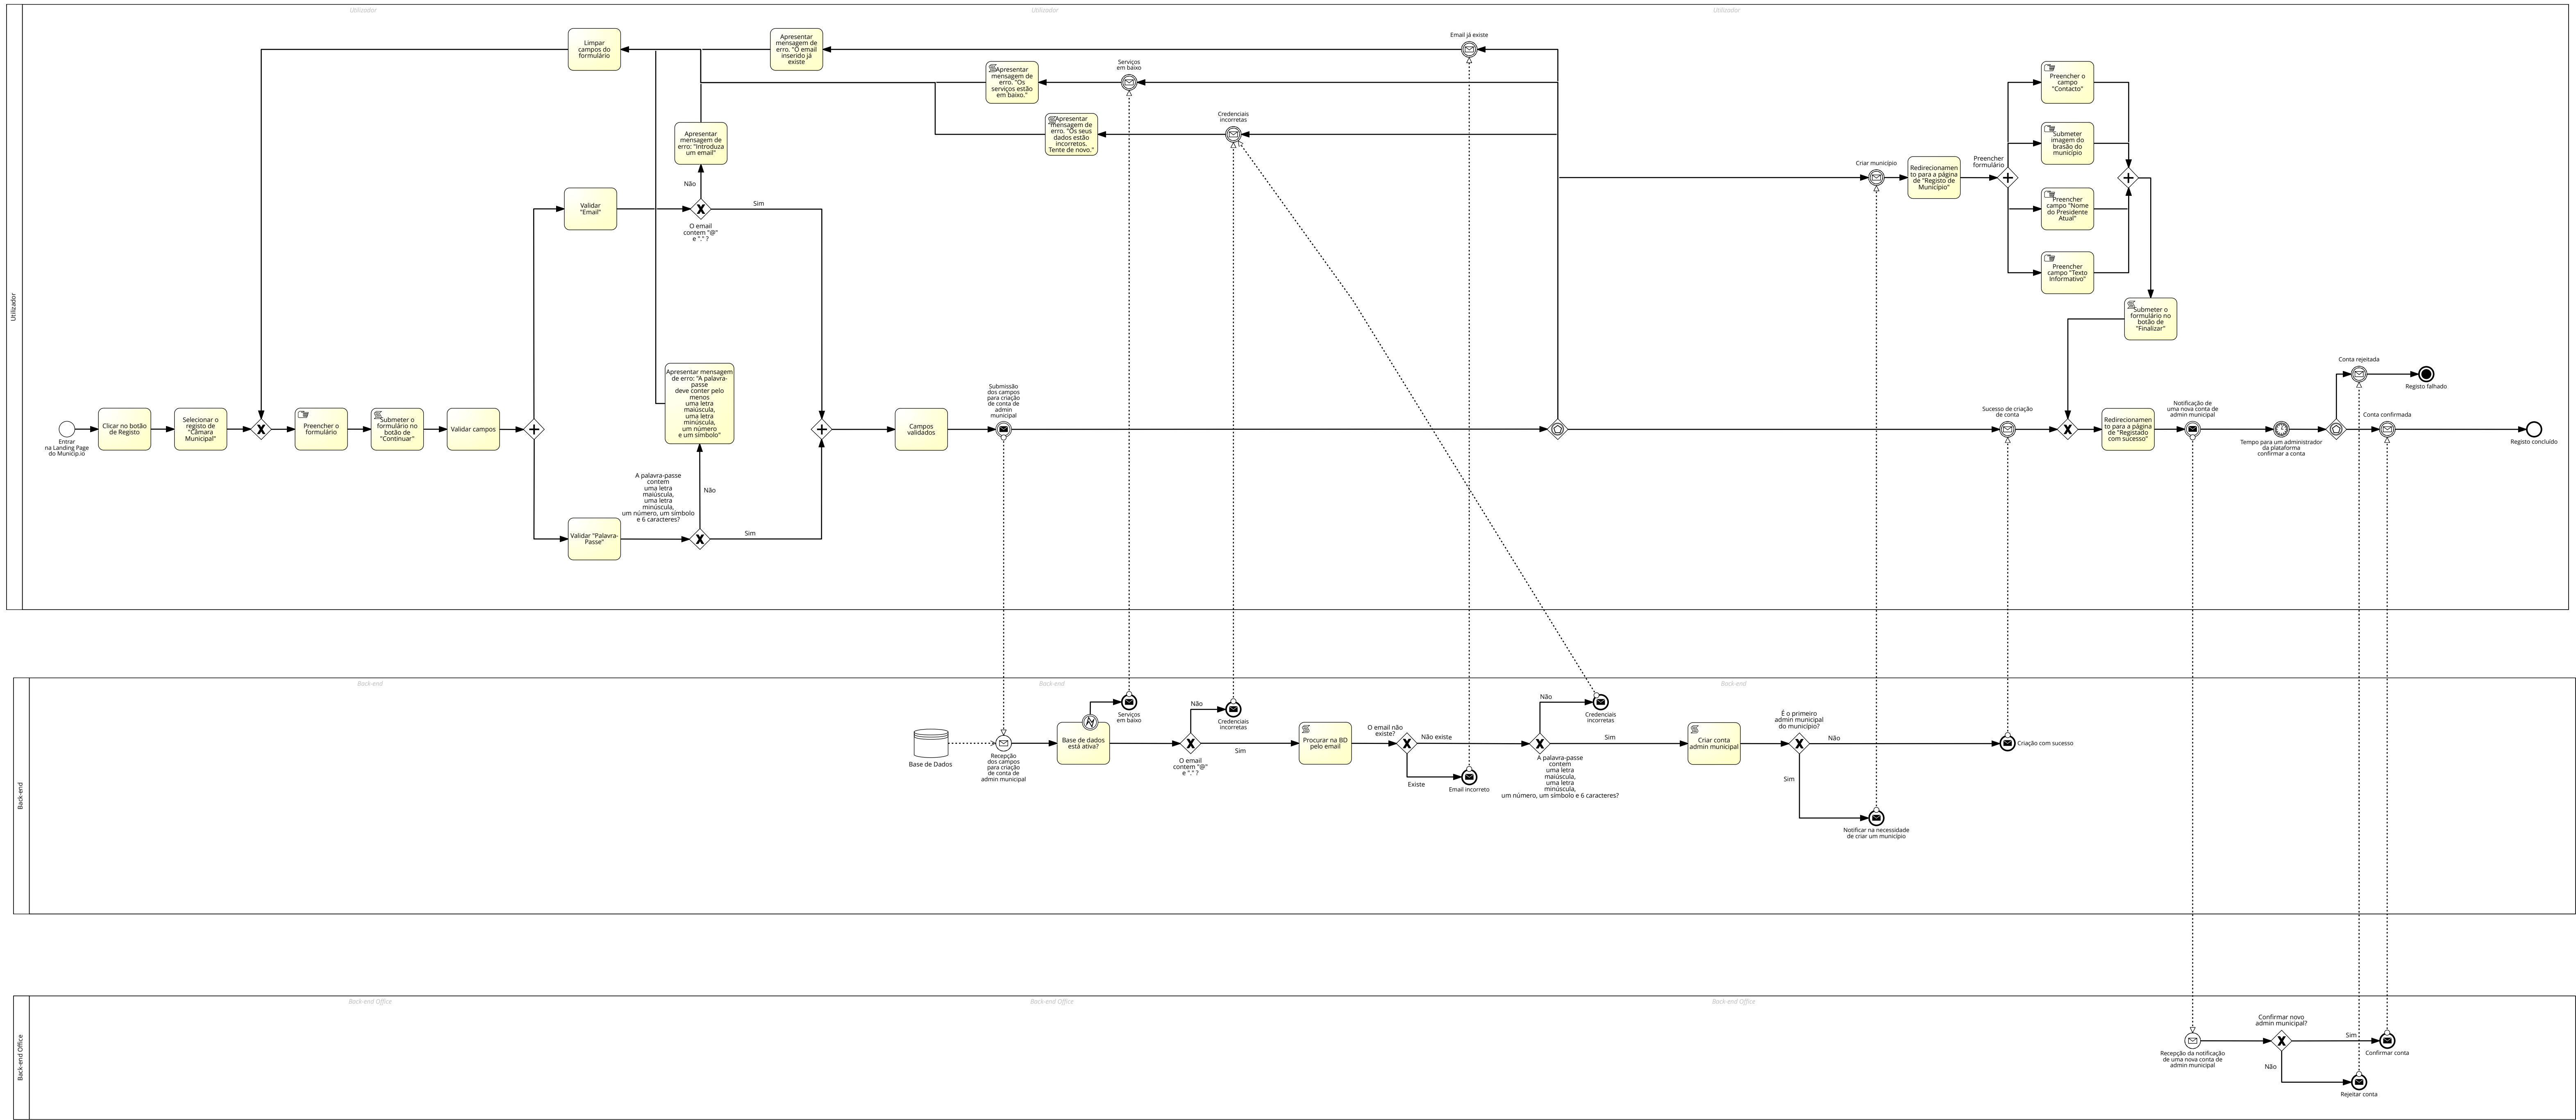 Utilizador
Utilizador
Utilizador
Utilizador
Limpar
campos do
formulário
Apresentar
mensagem de
erro. "O email
inserido já
existe
Email já existe
Serviços
em baixo
Apresentar
mensagem de
erro. "Os
serviços estão
em baixo."
Credenciais
incorretas
Apresentar
mensagem de
erro. "Os seus
dados estão
incorretos.
Tente de novo."
Apresentar
mensagem de
erro: "Introduza
um email"
Não
Validar
"Email"
Sim
O email
contem "@"
e "." ?
Criar município
Redirecionamen
to para a página
de "Registo de
Município"
Preencher
formulário
Preencher o
campo
"Contacto"
Submeter
imagem do
brasão do
município
Preencher
campo "Nome
do Presidente
Atual"
Preencher
campo "Texto
Informativo"
Submeter o
formulário no
botão de
"Finalizar"
Entrar
na Landing Page
do Municip.io
Clicar no botão
de Registo
Selecionar o
registo de
"Câmara
Municipal"
Preencher o
formulário
Submeter o
formulário no
botão de
"Continuar"
Validar campos
Apresentar mensagem
de erro: "A palavra-
passe
deve conter pelo
menos
uma letra
maiúscula,
uma letra
minúscula,
um número
e um símbolo"
A palavra-passe
contem
uma letra
maiúscula,
uma letra
minúscula,
um número, um símbolo
e 6 caracteres?
Não
Validar "Palavra-
Passe"
Sim
Campos
validados
Submissão
dos campos
para criação
de conta de
admin
municipal
Sucesso de criação
de conta
Redirecionamen
to para a página
de "Registado
com sucesso"
Notificação de
uma nova conta de
admin municipal
Tempo para um administrador
da plataforma
confirmar a conta
Conta rejeitada
Registo falhado
Conta confirmada
Registo concluído
Back-end
Back-end
Back-end
Back-end
Base de Dados
Recepção
dos campos
para criação
de conta de
admin municipal
Base de dados
está ativa?
Serviços
em baixo
Não
Credenciais
incorretas
O email
contem "@"
e "." ?
Sim
Procurar na BD
pelo email
O email não
existe?
Não existe
Existe
Email incorreto
Não
Credenciais
incorretas
A palavra-passe
contem
uma letra
maiúscula,
uma letra
minúscula,
um número, um símbolo e 6 caracteres?
Sim
Criar conta
admin municipal
É o primeiro
admin municipal
do município?
Não
Criação com sucesso
Sim
Notificar na necessidade
de criar um município
Back-end Office
Back-end Office
Back-end Office
Back-end Office
Recepção da notificação
de uma nova conta de
admin municipal
Confirmar novo
admin municipal?
Sim
Confirmar conta
Não
Rejeitar conta